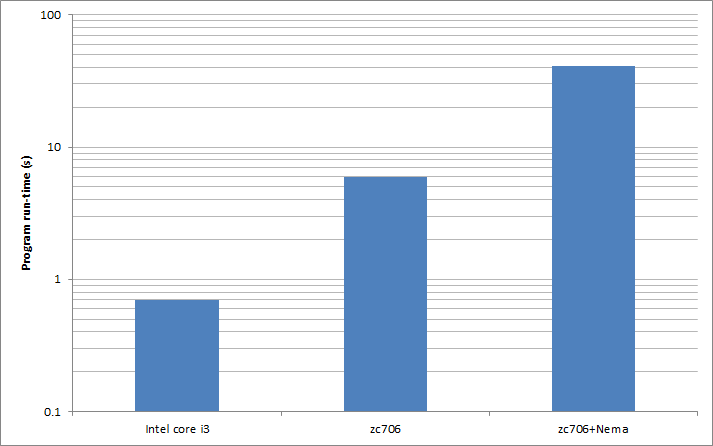 100
10
1
0.1
Program run-time (s)
Intel core i3
zc706
zc706+Nema